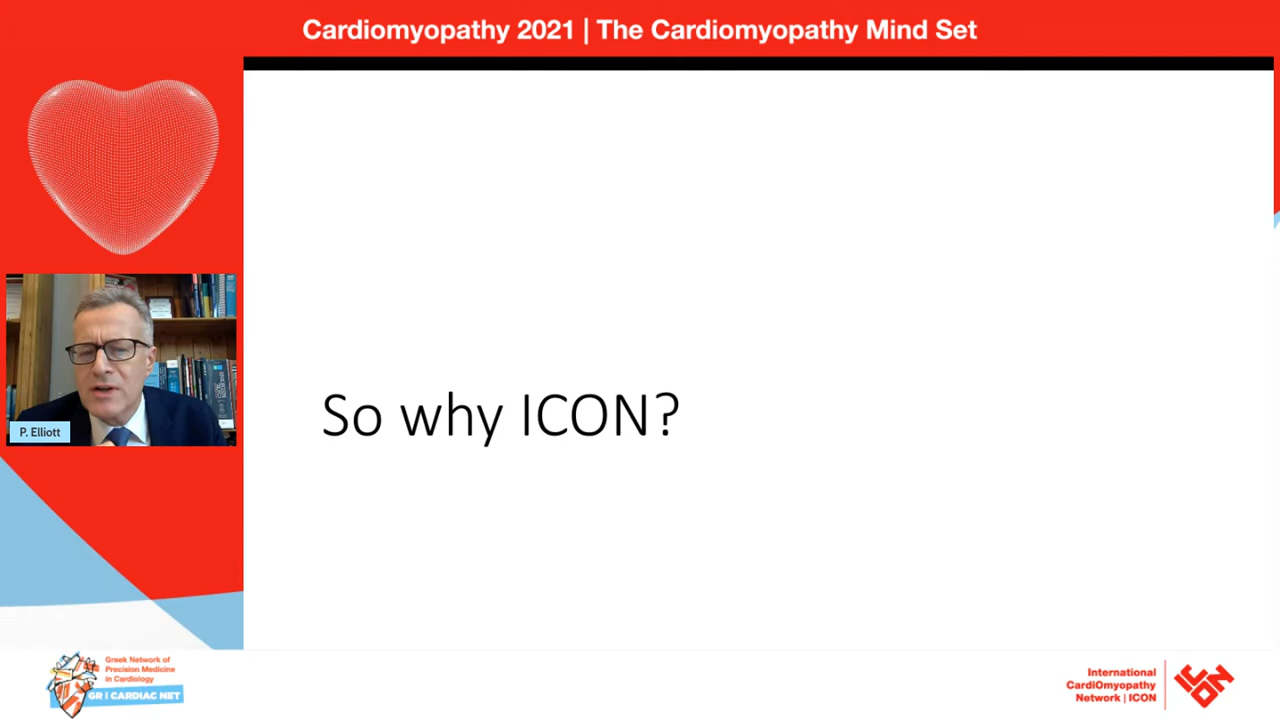 Cardiomyopathy 2021 | The Cardiomyopathy Mind Set
So why ICON?
P. Elliott
Greek Network of
Precision Medicine
in Cardiology
GR | CARDIAC NET
International
CardiOmyopathy
Network | ICON
ICON